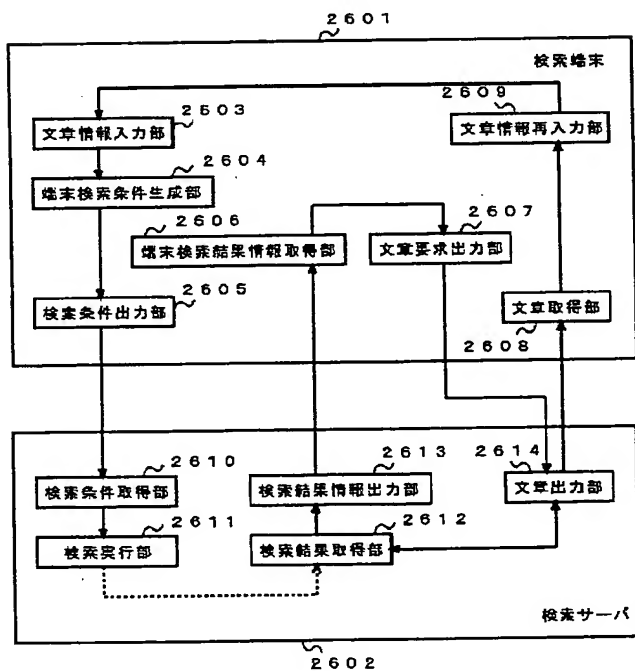 ２６０１
検索端末
２６０３
文章情報入力部
２６０９
文章情報再入力部
２６０４
端末検索条件生成部
２６０６
端末検索結果情報取得部
２６０７
文章要求出力部
２６０５
検索条件出力部
文章取得部
２６０８
２６１０
検索条件取得部
２６１３
検索結果情報出力部
２６１４
文章出力部
２６１１
検索実行部
２６１２
検索結果取得部
検索サーバ
２６０２